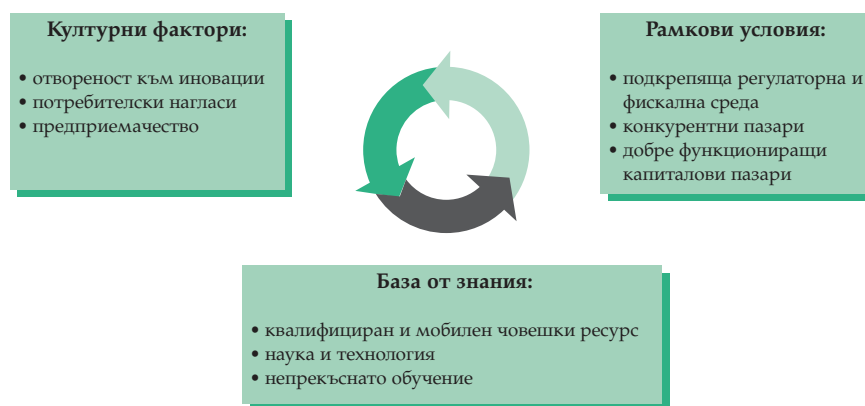 Културни фактори:
• отвореност към иновации
• потребителски нагласи
• предприемачество
Рамкови условия:
• подкрепяща регулаторна и
фискална среда
• конкурентни пазари
• добре функциониращи
капиталови пазари
База от знания:
• квалифициран и мобилен човешки ресурс
• наука и технология
• непрекъснато обучение